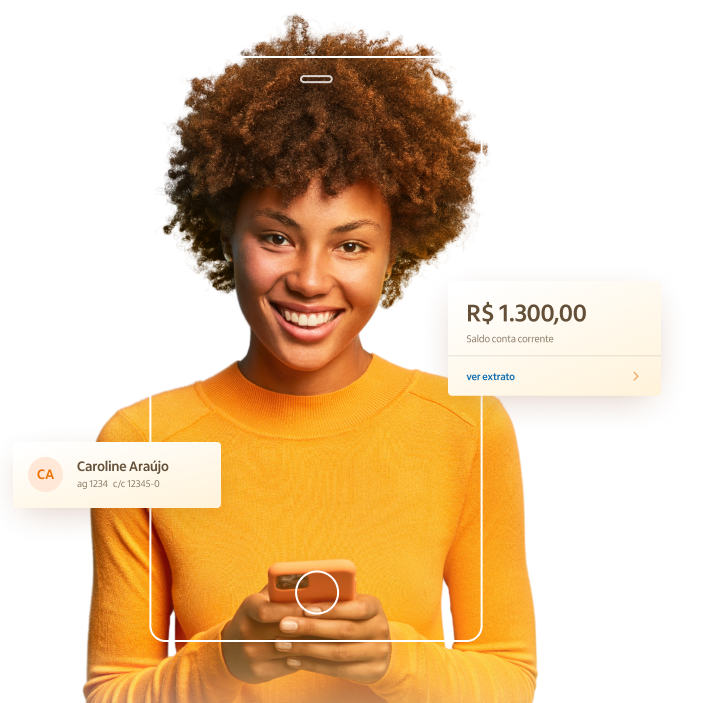 R$ 1.300,00
Saldo conta corrente
ver extrato
CA
Caroline Araújo
ag 1234 c/c 12345-0